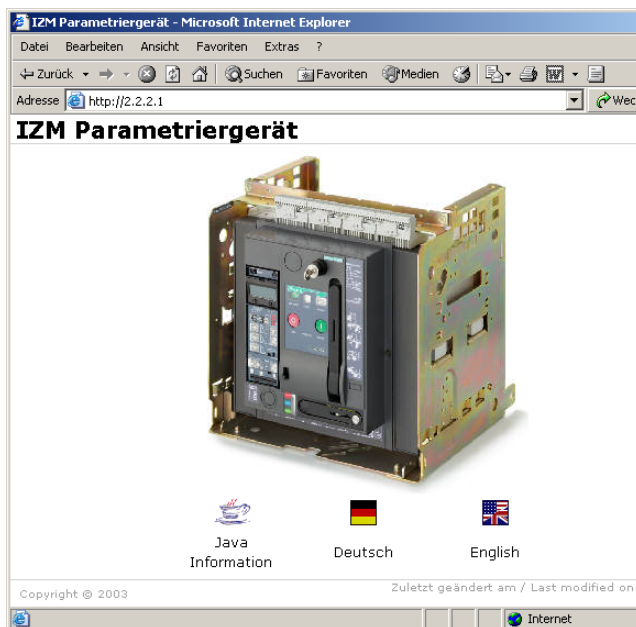 IZM Parametriergerät - Microsoft Internet Explorer
Datei Bearbeiten Ansicht Favoriten Extras ?
Zurück Suchen Favoriten Medien
Adresse http://2.2.2.1 Wec
IZM Parametriergerät
Java Information
Deutsch
English
Copyright © 2003
Zuletzt geändert am / Last modified on
Internet